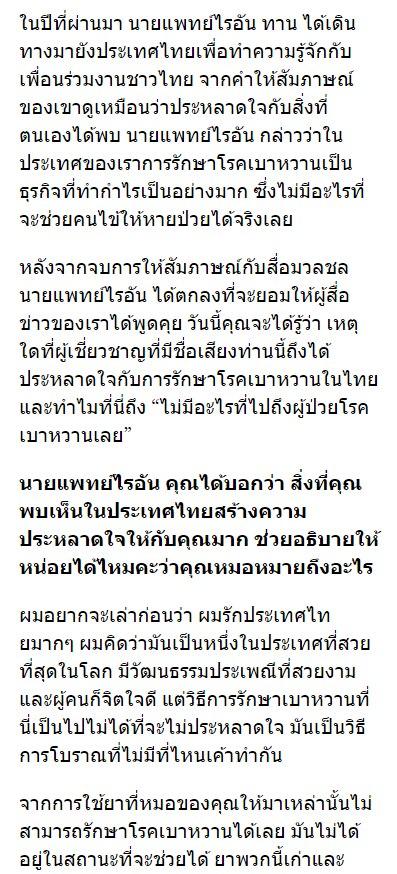 ในปีที่ผ่านมา นายแพทย์ไรอัน ทาน ได้เดิน
ทางมายังประเทศไทยเพื่อทำความรู้จักกับ
เพื่อนร่วมงานชาวไทย จากคำให้สัมภาษณ์
ของเขาดูเหมือนว่าประหลาดใจกับสิ่งที่
ตนเองได้พบ นายแพทย์ไรอัน กล่าวว่าใน
ประเทศของเราการรักษาโรคเบาหวานเป็น
ธุรกิจที่ทำกำไรเป็นอย่างมาก ซึ่งไม่มีอะไรที่
จะช่วยคนไข้ให้หายป่วยได้จริงเลย
หลังจากจบการให้สัมภาษณ์กับสื่อมวลชล
นายแพทย์ไรอัน ได้ตกลงที่จะยอมให้ผู้สื่อ
ข่าวของเราได้พูดคุย วันนี้คุณจะได้รู้ว่า เหตุ
ใดที่ผู้เชี่ยวชาญที่มีชื่อเสียงท่านนี้ถึงได้
ประหลาดใจกับการรักษาโรคเบาหวานในไทย
และทำไมที่นี่ถึง “ไม่มีอะไรที่ไปถึงผู้ป่วยโรค
เบาหวานเลย”
นายแพทย์ไรอัน คุณได้บอกว่า สิ่งที่คุณ
พบเห็นในประเทศไทยสร้างความ
ประหลาดใจให้กับคุณมาก ช่วยอธิบายให้
หน่อยได้ไหมคะว่าคุณหมอหมายถึงอะไร
ผมอยากจะเล่าก่อนว่า ผมรักประเทศไท
ยมากๆ ผมคิดว่ามันเป็นหนึ่งในประเทศที่สวย
ที่สุดในโลก มีวัฒนธรรมประเพณีที่สวยงาม
และผู้คนก็จิตใจดี แต่วิธีการรักษาเบาหวานที่
นี่เป็นไปไม่ได้ที่จะไม่ประหลาดใจ มันเป็นวิธี
การโบราณที่ไม่มีที่ไหนเค้าทำกัน
จากการใช้ยาที่หมอของคุณให้มาเหล่านั้นไม่
สามารถรักษาโรคเบาหวานได้เลย มันไม่ได้
อยู่ในสถานะที่จะช่วยได้ ยาพวกนี้เก่าและ